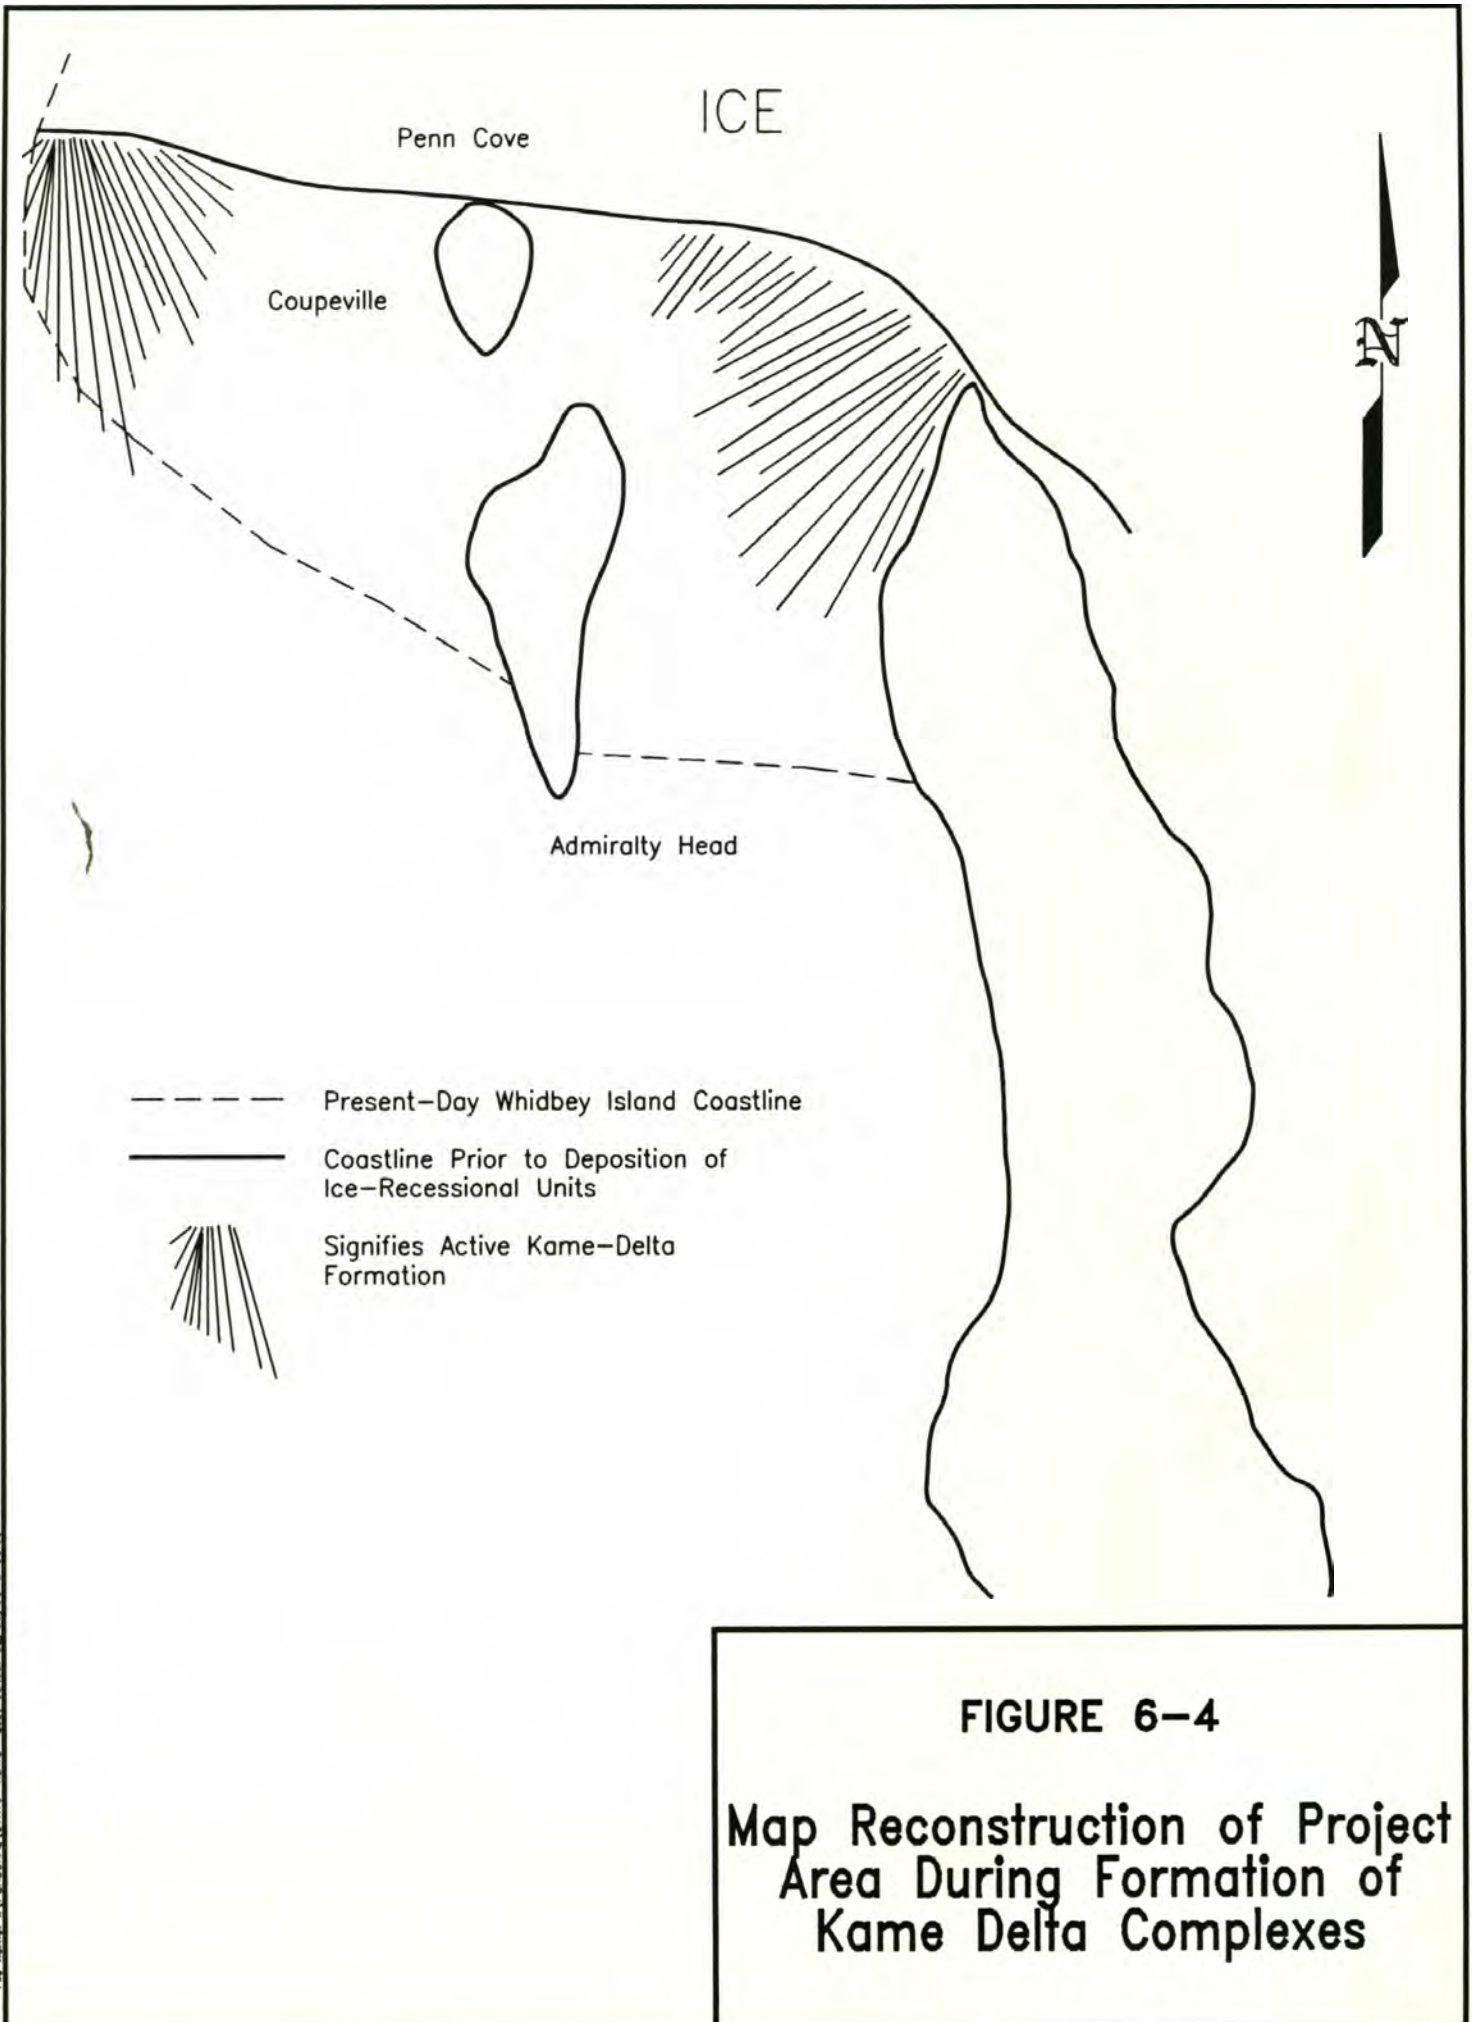 ICE
Penn Cove
Coupeville
N
Admiralty Head
Present-Day Whidbey Island Coastline
Coastline Prior to Deposition of
Ice-Recessional Units
Signifies Active Kame-Delta
Formation
FIGURE 6-4
Map Reconstruction of Project
Area During Formation of
Kame Delta Complexes